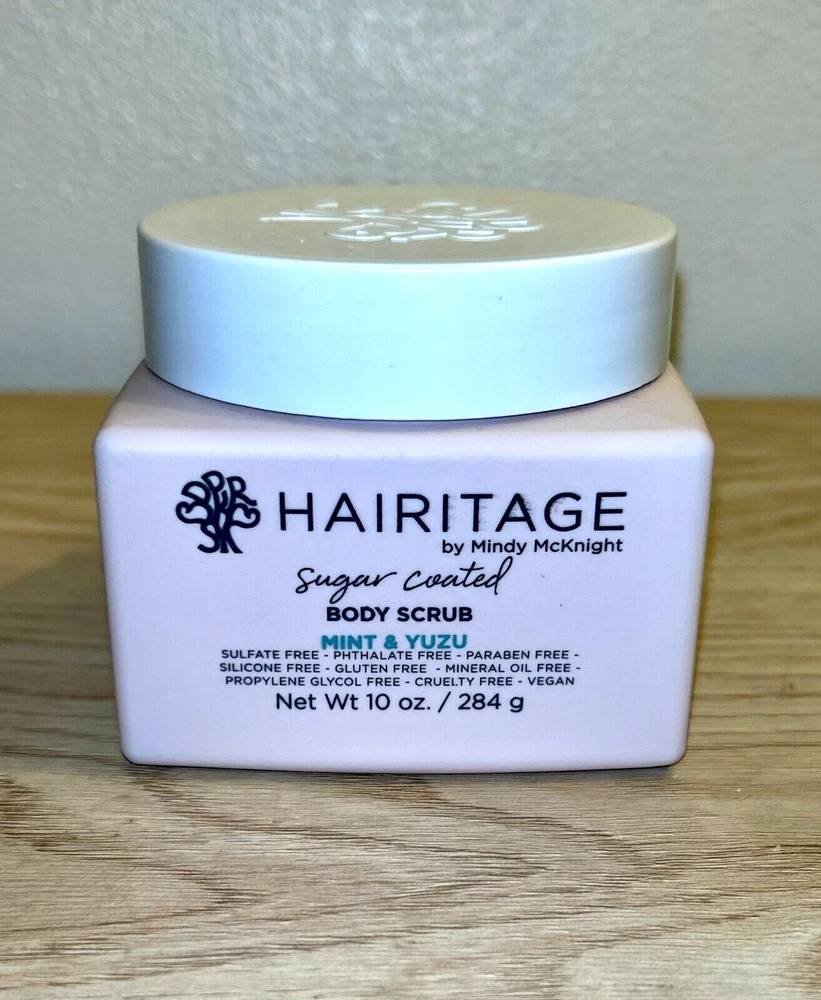 HAIRITAGE
by Mindy McKnight
sugar coated
BODY SCRUB
MINT & YUZU
SULFATE FREE - PHTHALATE FREE - PARABEN FREE -
SILICONE FREE - GLUTEN FREE - MINERAL OIL FREE -
PROPYLENE GLYCOL FREE - CRUELTY FREE - VEGAN
Net Wt 10 oz. / 284 g